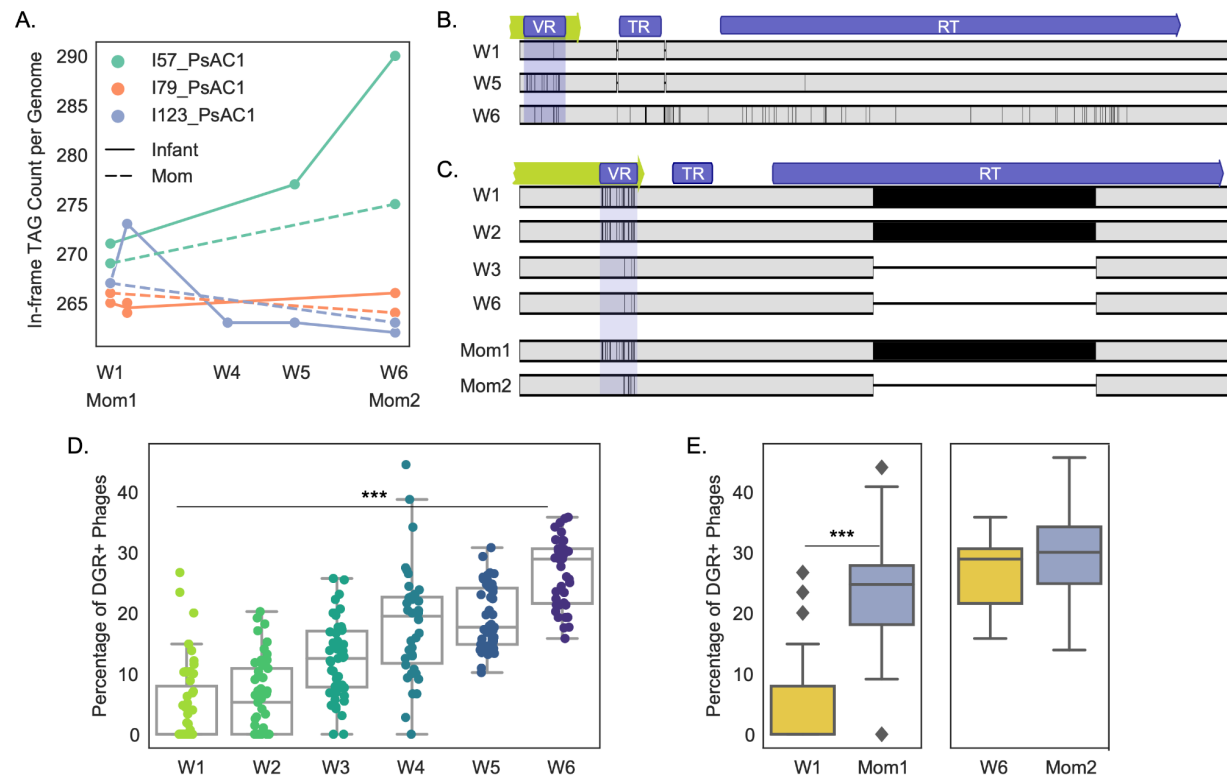 A.
In-frame TAG Count per Genome
290
285
280
275
270
265
I57_PsAC1
I79_PsAC1
I123_PsAC1
Infant
Mom
W1 W4 W5 W6
Mom1 Mom2
B.
VR TR RT
W1
W5
W6
C.
VR TR RT
W1
W2
W3
W6
Mom1
Mom2
D.
Percentage of DGR+ Phages
40
30
20
10
0
***
W1 W2 W3 W4 W5 W6
E.
Percentage of DGR+ Phages
40
30
20
10
0
***
W1 Mom1 W6 Mom2